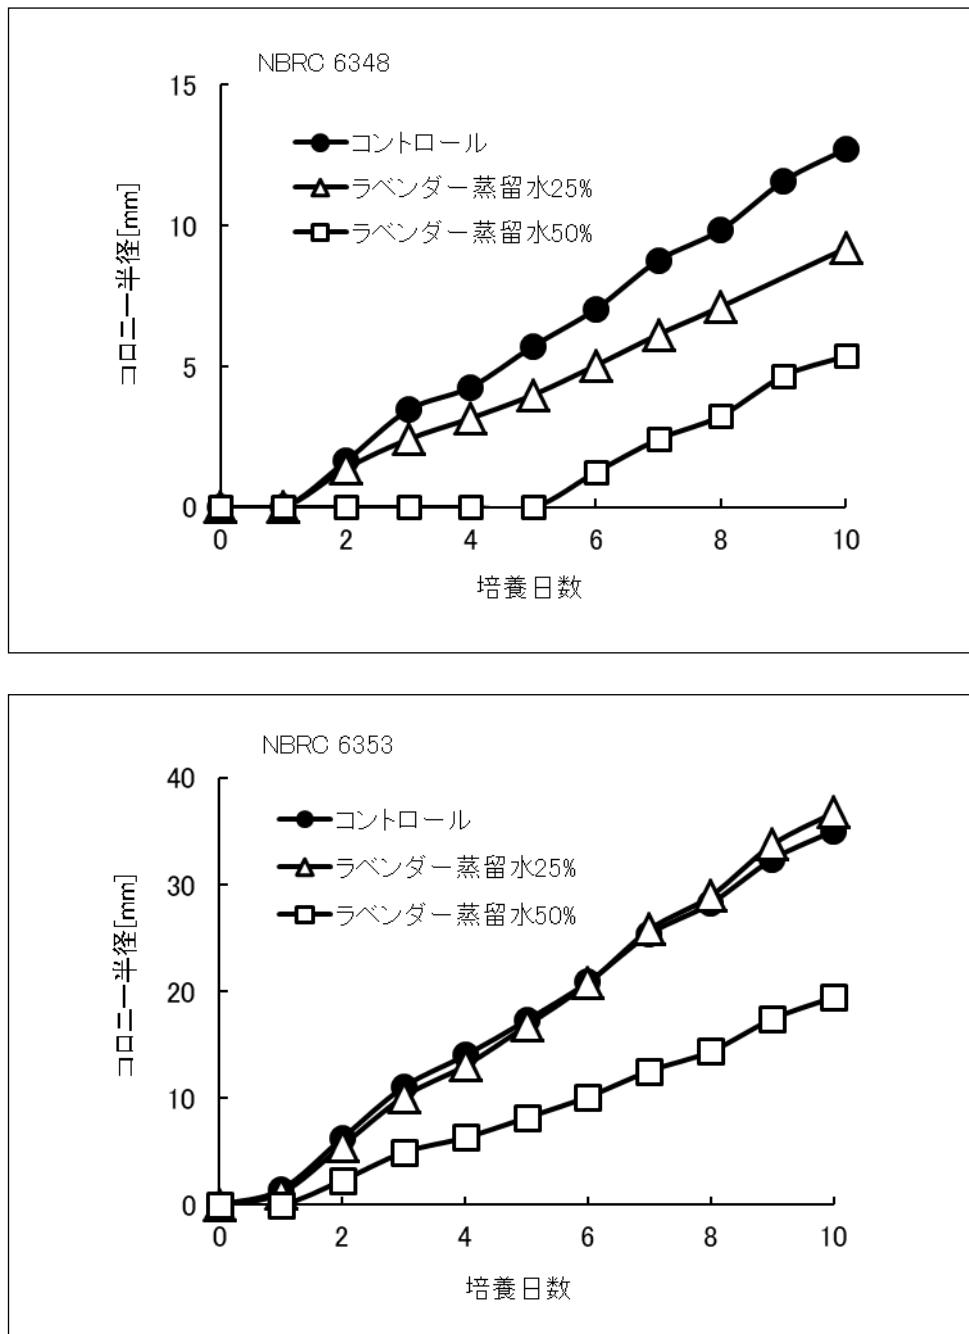 NBRC 6348
15
コントロール
ラベンダー蒸留水25%
10
ラベンダー蒸留水50%
コロニー半径[mm]
5
0
0 2 4 6 8 10
培養日数
NBRC 6353
40
コントロール
ラベンダー蒸留水25%
30
ラベンダー蒸留水50%
コロニー半径[mm]
20
10
0
0 2 4 6 8 10
培養日数